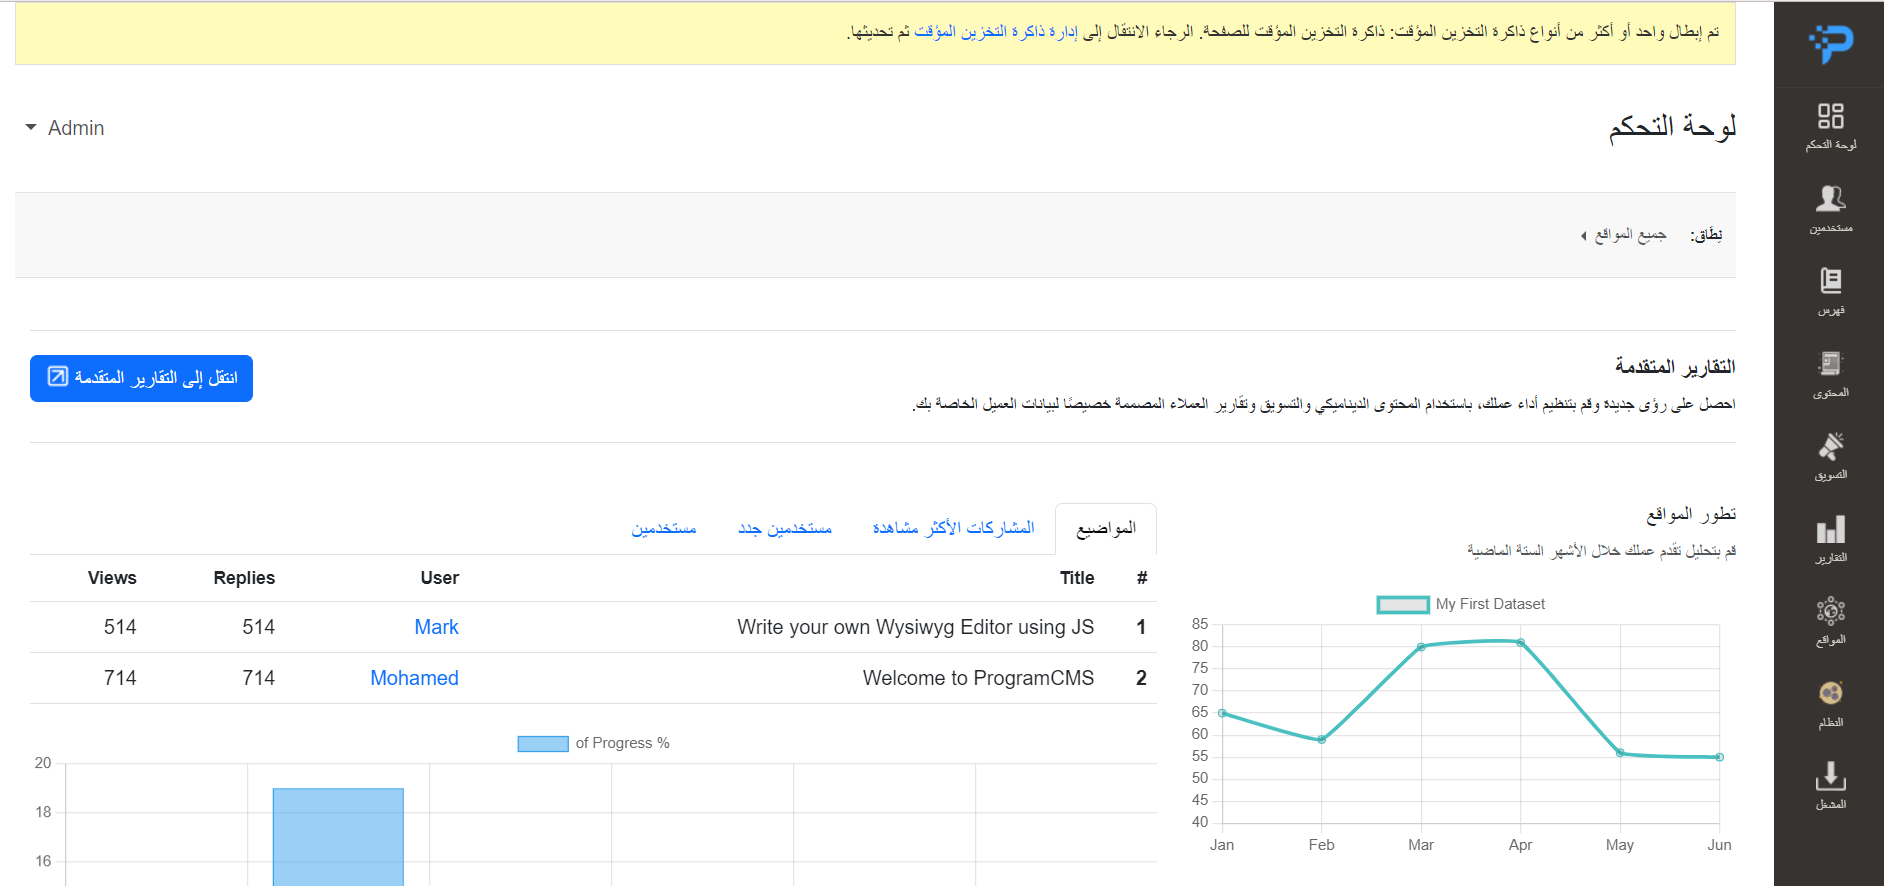 تم إبطال واحد أو أكثر من أنواع ذاكرة التخزين المؤقت: ذاكرة التخزين المؤقت للصفحة. الرجاء الانتقال إلى إدارة ذاكرة التخزين المؤقت ثم تحديثها.
لوحة التحكم
Admin
نِطَاق: جميع المواقع
التقارير المتقدمة
احصل على رؤى جديدة وقم بتنظيم أداء عملك، باستخدام المحتوى الديناميكي والتسويق وتقارير العملاء المصممة خصيصًا لبيانات العميل الخاصة بك.
انتقل إلى التقارير المتقدمة
تطور المواقع
قم بتحليل تقدم عملك خلال الأشهر الستة الماضية
My First Dataset
85
80
75
70
65
60
55
50
45
40
Jan Feb Mar Apr May Jun
المواضيع المشاركات الأكثر مشاهدة مستخدمين جدد مستخدمين
# Title User Replies Views
1 Write your own Wysiwyg Editor using JS Mark 514 514
2 Welcome to ProgramCMS Mohamed 714 714
of Progress %
20
18
16
لوحة التحكم
مستخدمين
فهرس
المحتوى
التسويق
التقارير
المواقع
النظام
المشغل